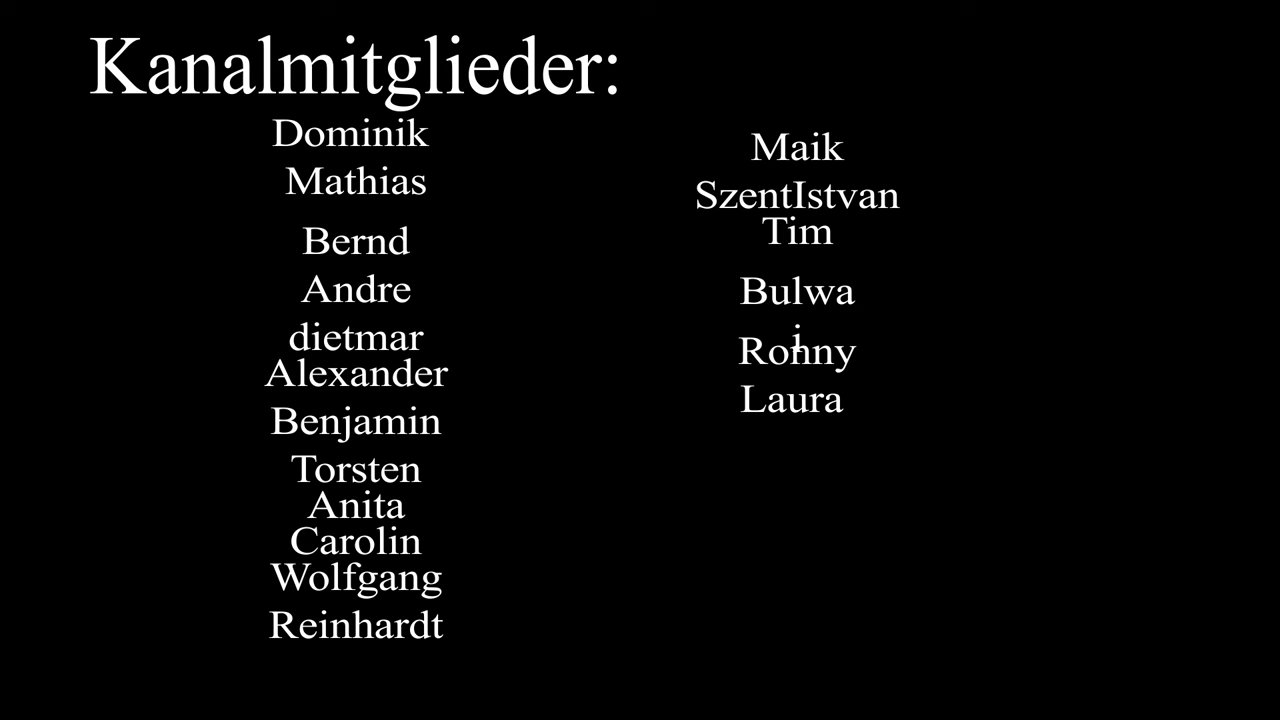 Kanalmitglieder:
Dominik
Mathias
Bernd
Andre
dietmar
Alexander
Benjamin
Torsten
Anita
Carolin
Wolfgang
Reinhardt
Maik
SzentIstvan
Tim
Bulwa
i
Ronny
Laura